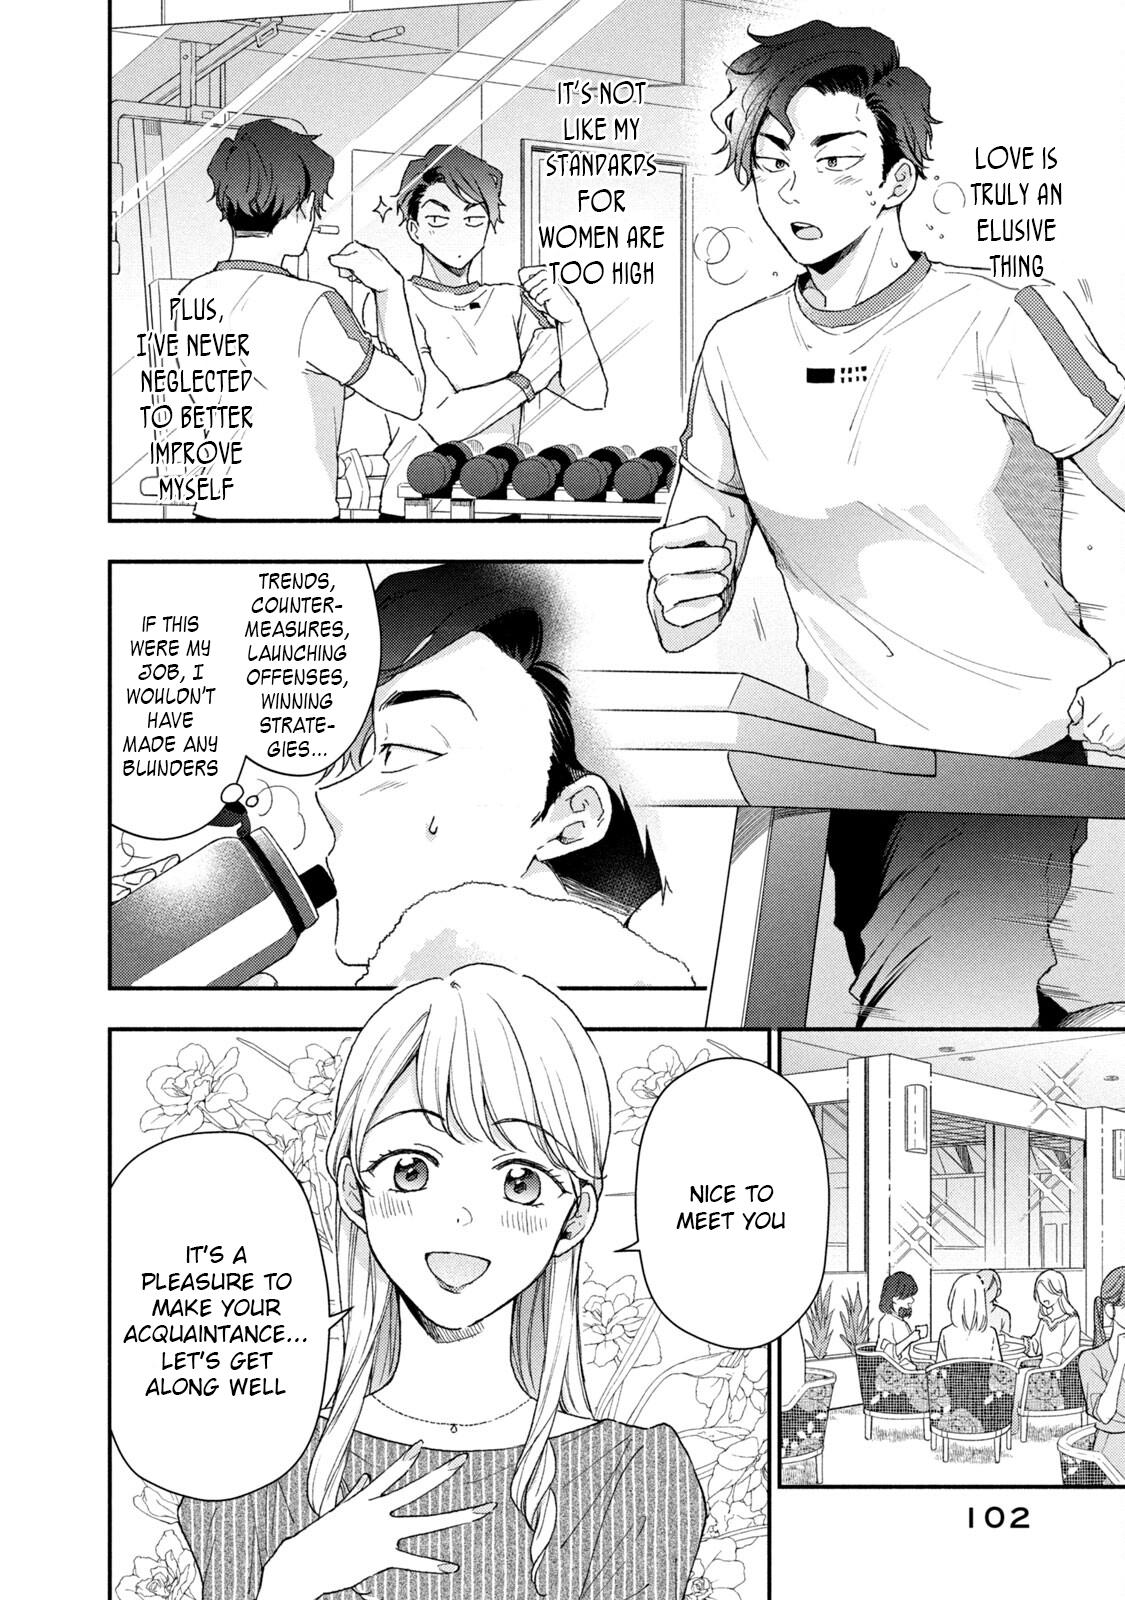 LOVE IS
TRULY AN
ELUSIVE
THING
IT'S NOT
LIKE MY
STANDARDS
FOR
WOMEN ARE
TOO HIGH
PLUS,
I'VE NEVER
NEGLECTED
TO BETTER
IMPROVE
MYSELF
TRENDS,
COUNTER-
MEASURES,
LAUNCHING
OFFENSES,
WINNING
STRATE-
GIES...
IF THIS
WERE MY
JOB, I
WOULDN'T
HAVE
MADE ANY
BLUNDERS
NICE TO
MEET YOU
IT'S A
PLEASURE TO
MAKE YOUR
ACQUAINTANCE...
LET'S GET
ALONG WELL
102